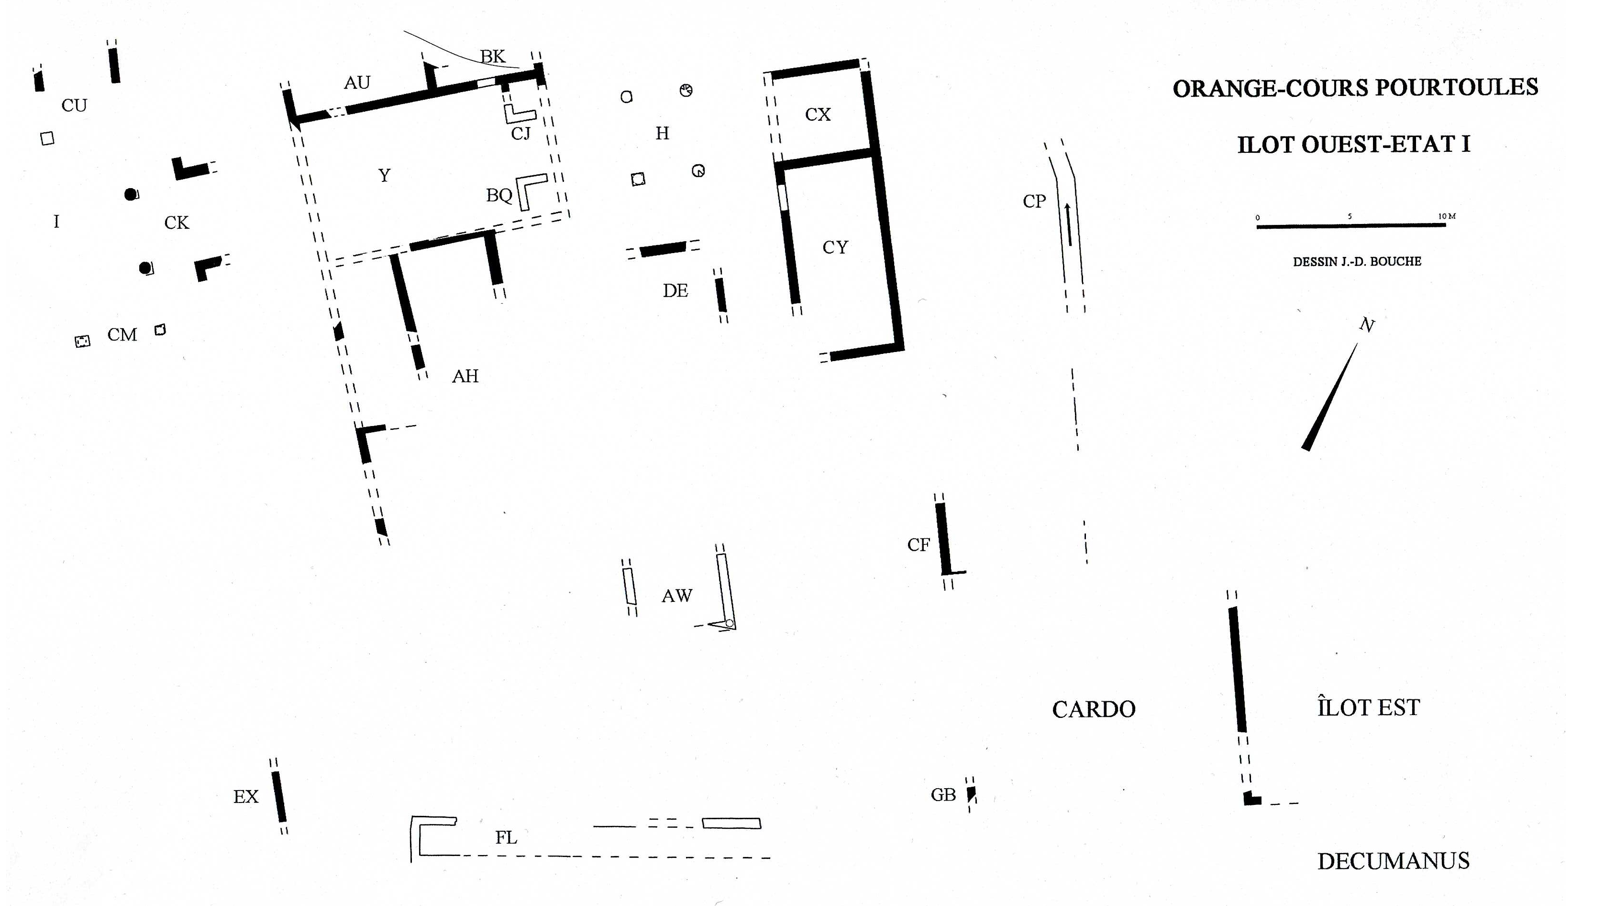 ORANGE-COURS POURTOULES
ILOT OUEST-ETAT I
0 5 10 M
DESSIN J.-D. BOUCHE
N
CU
AU
BK
CJ
H
CX
Y
BQ
CP
I
CK
CY
DE
CM
AH
CF
AW
CARDO
ÎLOT EST
EX
GB
FL
DECUMANUS